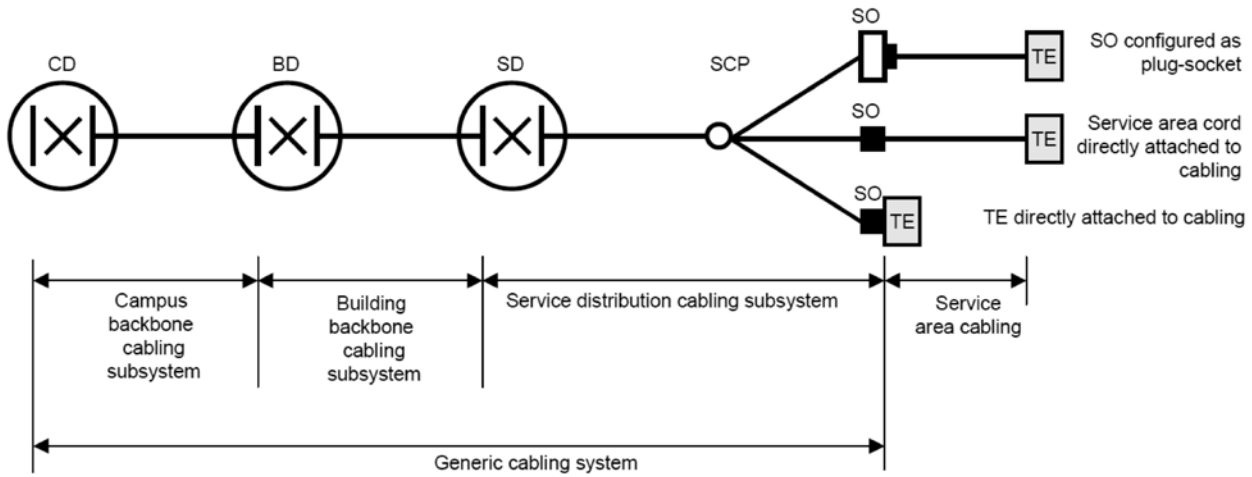 SO
CD
BD
SD
SCP
TE
SO configured as
plug-socket
SO
TE
Service area cord
directly attached to
cabling
SO
TE
TE directly attached to cabling
Campus
backbone
cabling
subsystem
Building
backbone
cabling
subsystem
Service distribution cabling subsystem
Service
area cabling
Generic cabling system